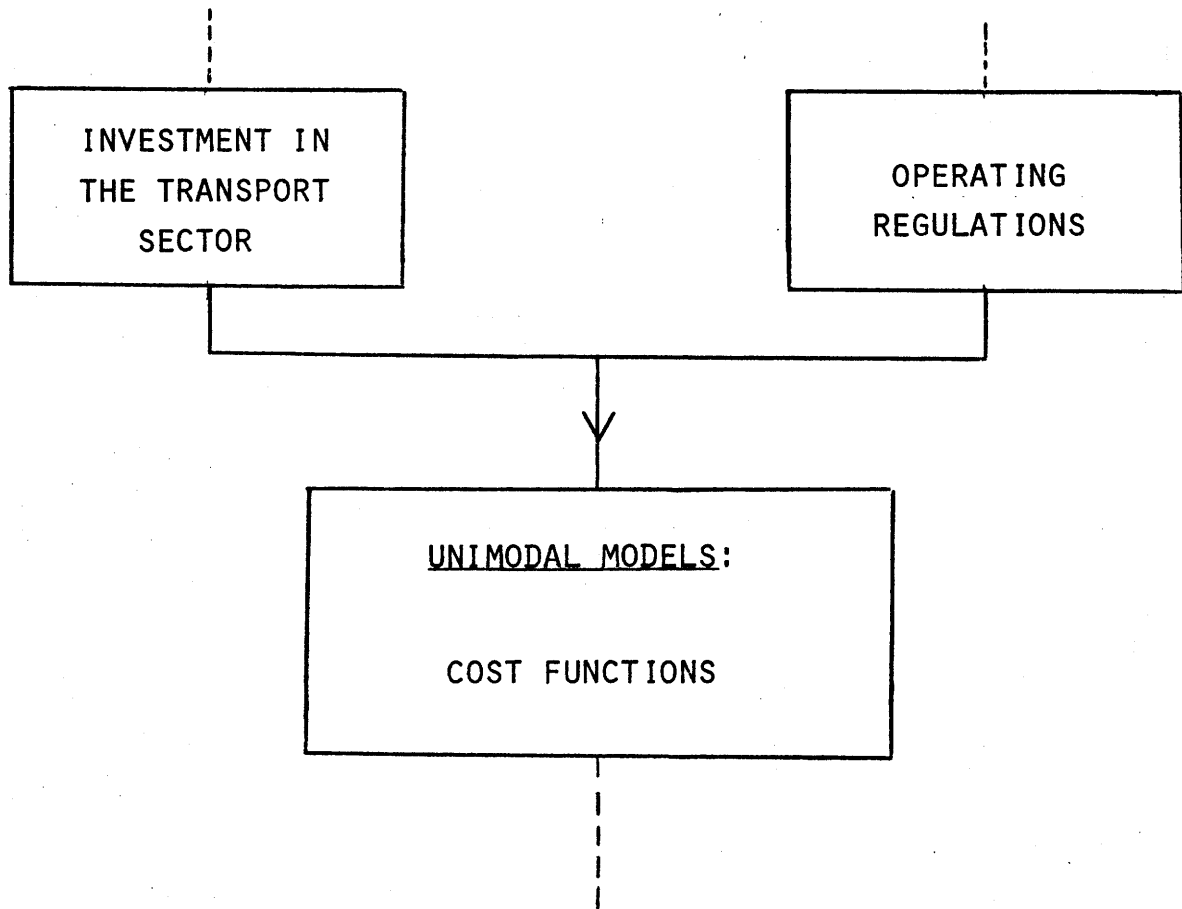 INVESTMENT IN
THE TRANSPORT
SECTOR
OPERATING
REGULATIONS
UNIMODAL MODELS:
COST FUNCTIONS